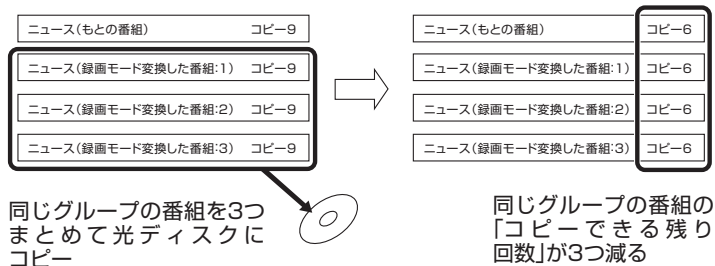 ニュース(もとの番組) コピー9
ニュース(録画モード変換した番組:1) コピー9
ニュース(録画モード変換した番組:2) コピー9
ニュース(録画モード変換した番組:3) コピー9
同じグループの番組を3つ
まとめて光ディスクに
コピー
ニュース(もとの番組) コピー6
ニュース(録画モード変換した番組:1) コピー6
ニュース(録画モード変換した番組:2) コピー6
ニュース(録画モード変換した番組:3) コピー6
同じグループの番組の
「コピーできる残り
回数」が3つ減る